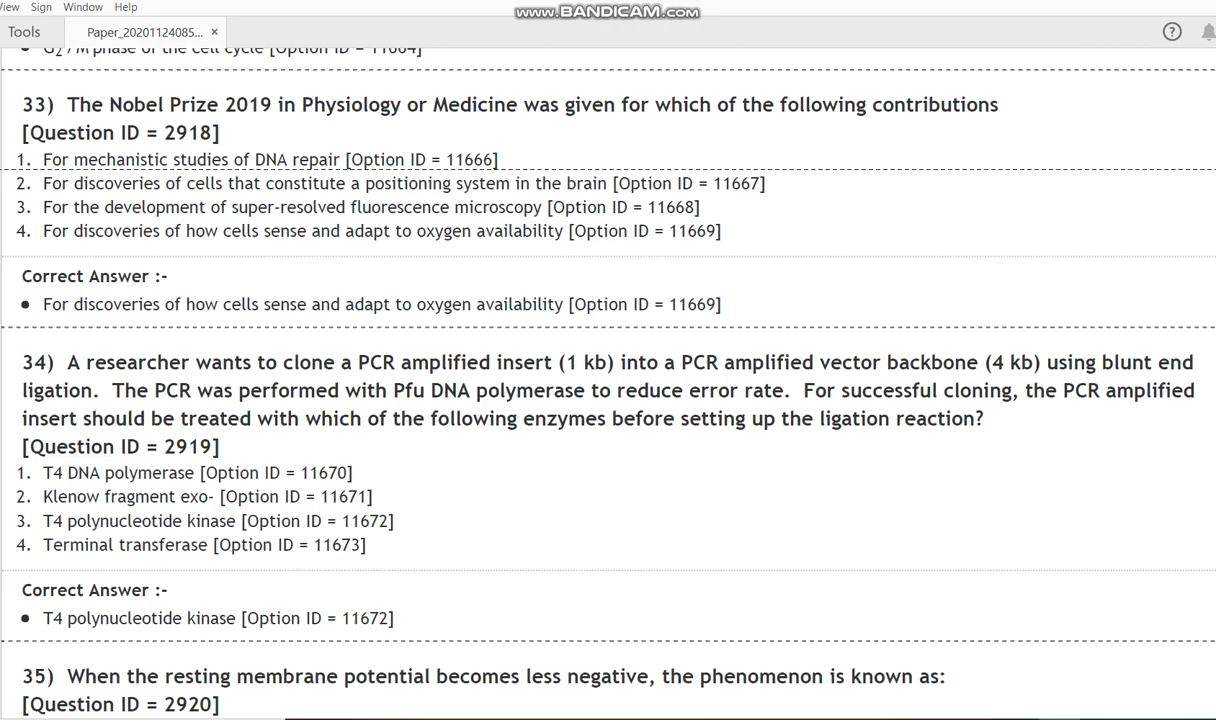 View Sign Window Help
www.BANDICAM.com
Tools Paper_20201124085... ×
• G2 / M phase of the cell cycle [Option ID = 11664]
33) The Nobel Prize 2019 in Physiology or Medicine was given for which of the following contributions
[Question ID = 2918]
1. For mechanistic studies of DNA repair [Option ID = 11666]
2. For discoveries of cells that constitute a positioning system in the brain [Option ID = 11667]
3. For the development of super-resolved fluorescence microscopy [Option ID = 11668]
4. For discoveries of how cells sense and adapt to oxygen availability [Option ID = 11669]
Correct Answer :-
• For discoveries of how cells sense and adapt to oxygen availability [Option ID = 11669]
34) A researcher wants to clone a PCR amplified insert (1 kb) into a PCR amplified vector backbone (4 kb) using blunt end
ligation. The PCR was performed with Pfu DNA polymerase to reduce error rate. For successful cloning, the PCR amplified
insert should be treated with which of the following enzymes before setting up the ligation reaction?
[Question ID = 2919]
1. T4 DNA polymerase [Option ID = 11670]
2. Klenow fragment exo- [Option ID = 11671]
3. T4 polynucleotide kinase [Option ID = 11672]
4. Terminal transferase [Option ID = 11673]
Correct Answer :-
• T4 polynucleotide kinase [Option ID = 11672]
35) When the resting membrane potential becomes less negative, the phenomenon is known as:
[Question ID = 2920]